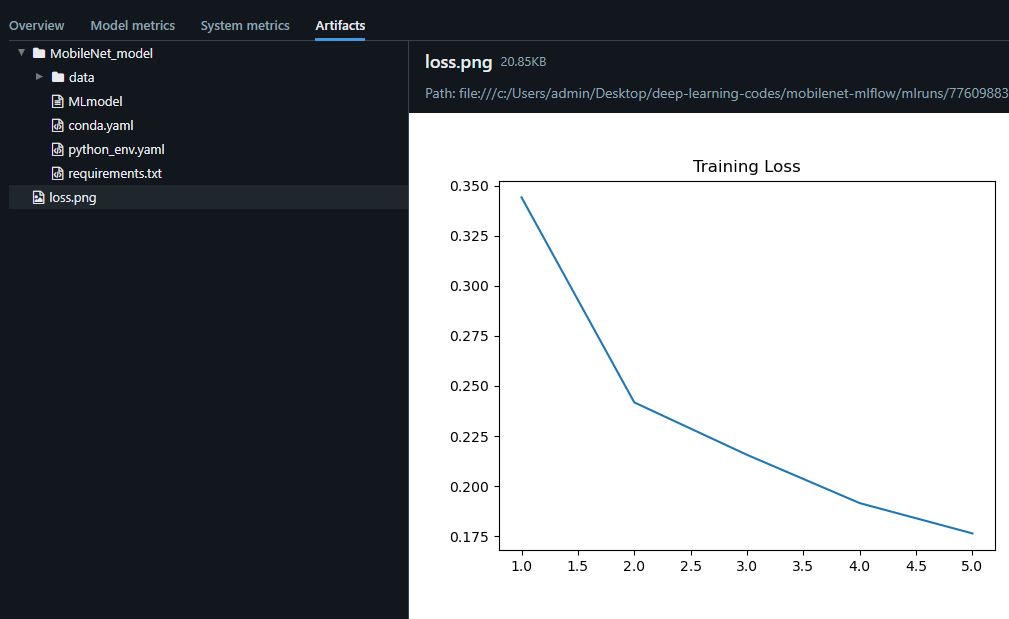 Overview Model metrics System metrics Artifacts
MobileNet_model
data
MLmodel
conda.yaml
python_env.yaml
requirements.txt
loss.png
loss.png 20.85KB
Path: file:///c:/Users/admin/Desktop/deep-learning-codes/mobilenet-mlflow/mlruns/77609883
Training Loss
0.350
0.325
0.300
0.275
0.250
0.225
0.200
0.175
1.0 1.5 2.0 2.5 3.0 3.5 4.0 4.5 5.0